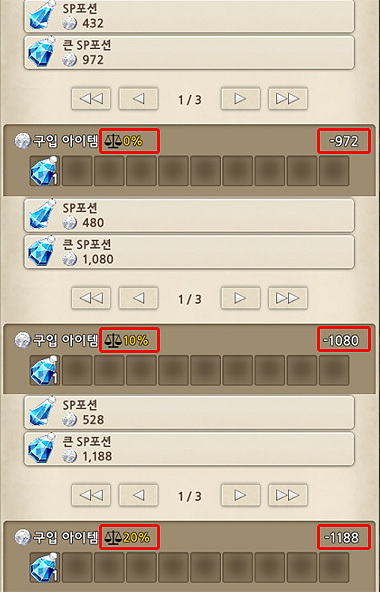 SP포션
432
큰 SP포션
972
1 / 3
구입 아이템 0% -972
1
SP포션
480
큰 SP포션
1,080
1 / 3
구입 아이템 10% -1080
1
SP포션
528
큰 SP포션
1,188
1 / 3
구입 아이템 20% -1188
1